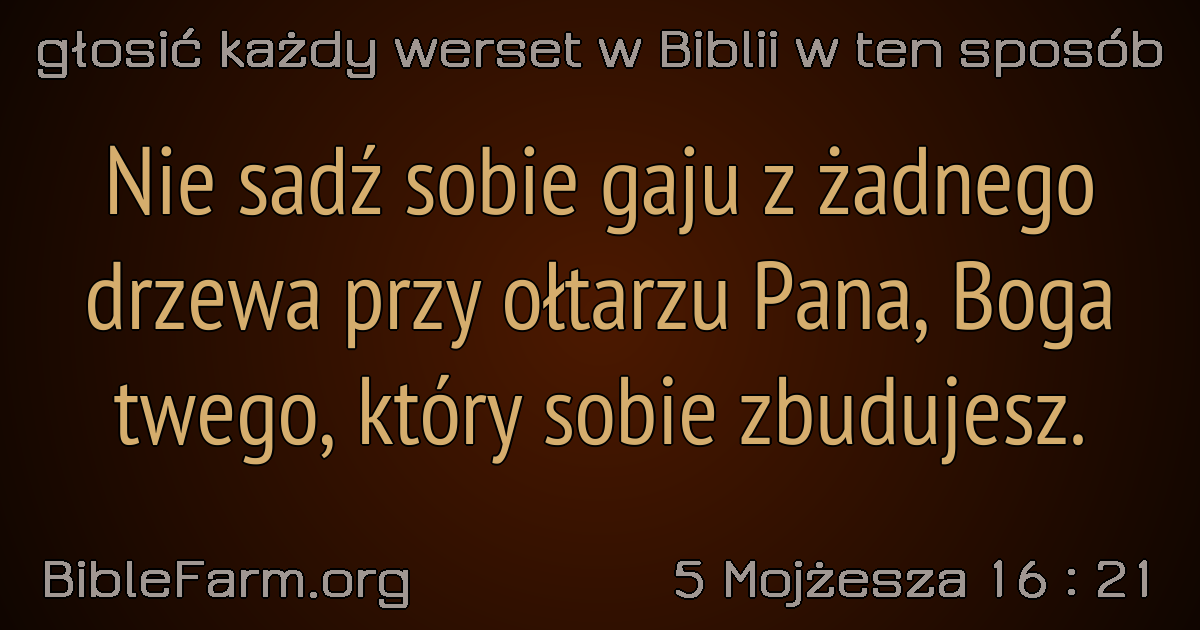 głosić każdy werset w Biblii w ten sposób
Nie sadź sobie gaju z żadnego
drzewa przy ołtarzu Pana, Boga
twego, który sobie zbudujesz.
BibleFarm.org
5 Mojżesza 16 : 21